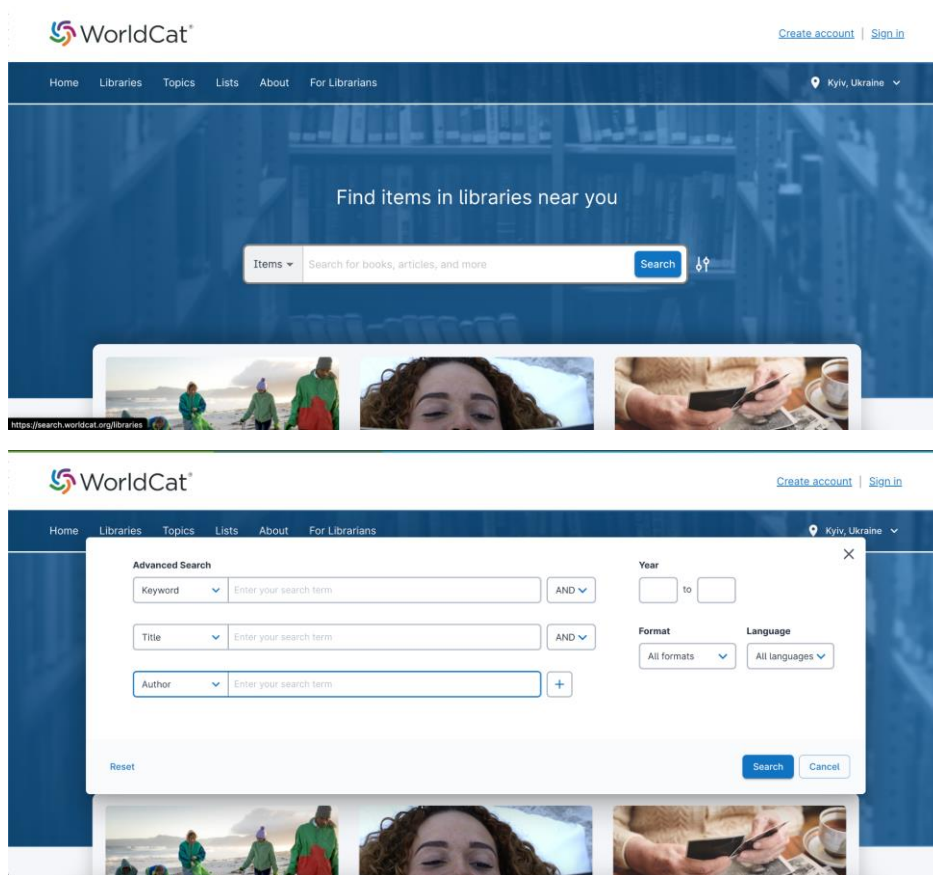 WorldCat®
Create account | Sign in
Home Libraries Topics Lists About For Librarians Kyiv, Ukraine
Find items in libraries near you
Items Search for books, articles, and more Search
https://search.worldcat.org/libraries
WorldCat®
Create account | Sign in
Home Libraries Topics Lists About For Librarians Kyiv, Ukraine
Advanced Search Year
Keyword Enter your search term AND to
Title Enter your search term AND Format Language
All formats All languages
Author Enter your search term +
Reset Search Cancel